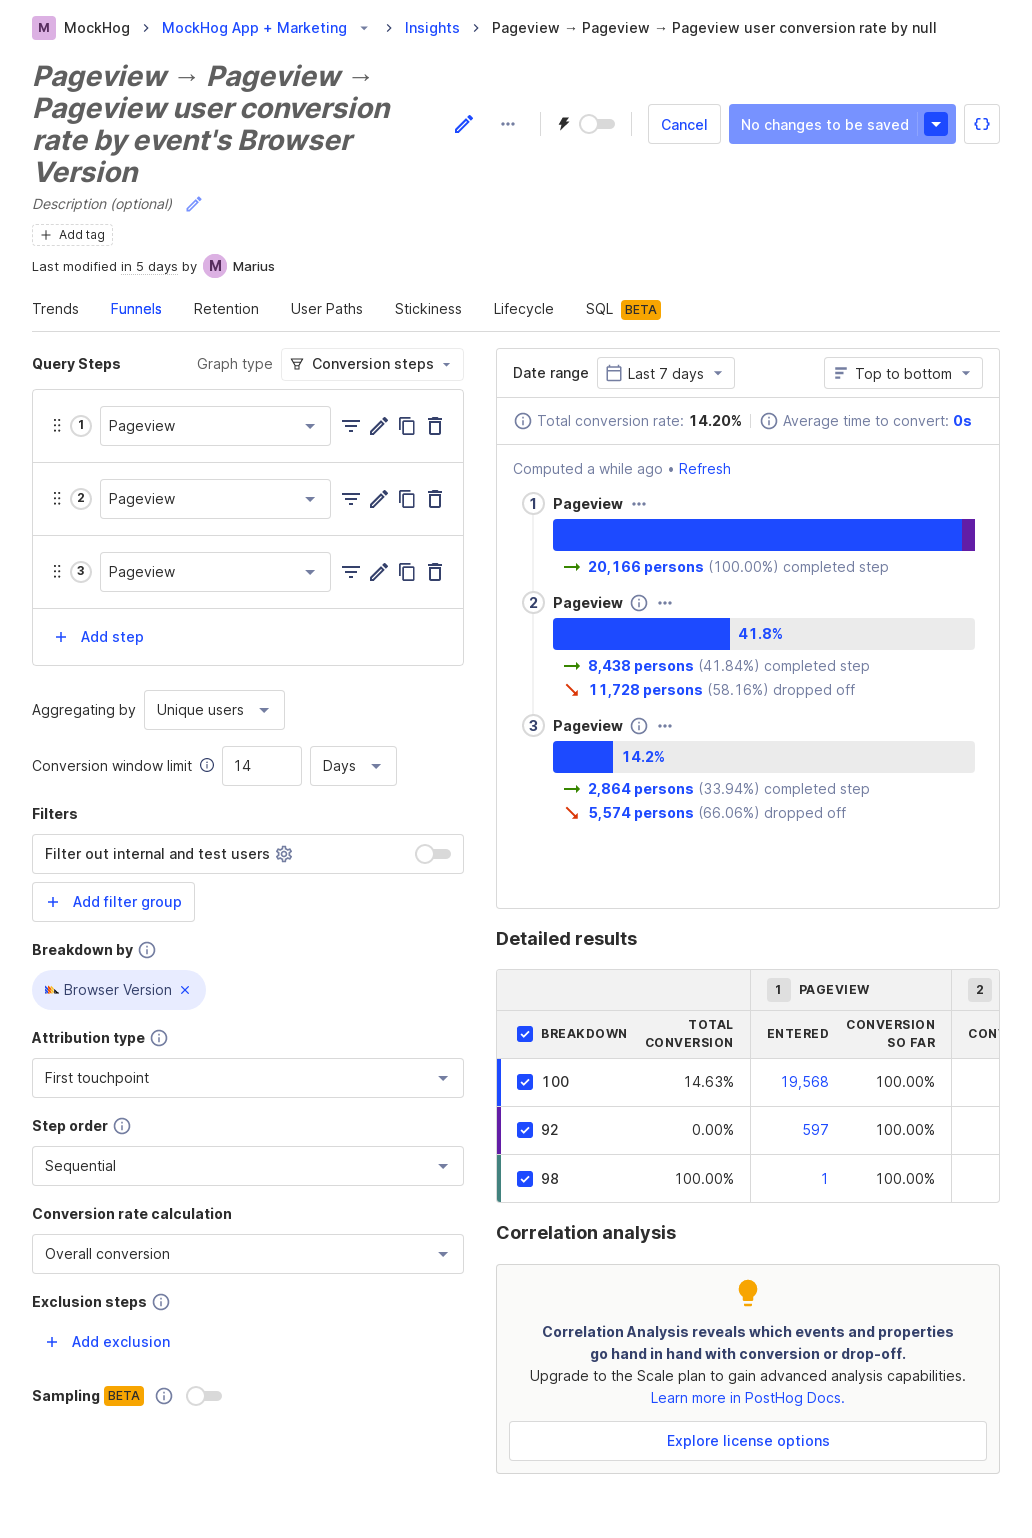 M MockHog > MockHog App + Marketing > Insights > Pageview → Pageview → Pageview user conversion rate by null
Pageview → Pageview →
Pageview user conversion
rate by event's Browser
Version
Cancel
No changes to be saved
Description (optional)
Add tag
Last modified in 5 days by M Marius
Trends Funnels Retention User Paths Stickiness Lifecycle SQL BETA
Query Steps Graph type Conversion steps
1 Pageview
2 Pageview
3 Pageview
+ Add step
Aggregating by Unique users
Conversion window limit 14 Days
Filters
Filter out internal and test users
+ Add filter group
Breakdown by
Browser Version
Attribution type
First touchpoint
Step order
Sequential
Conversion rate calculation
Overall conversion
Exclusion steps
+ Add exclusion
Sampling BETA
Date range Last 7 days Top to bottom
Total conversion rate: 14.20% Average time to convert: 0s
Computed a while ago • Refresh
1 Pageview
→ 20,166 persons (100.00%) completed step
2 Pageview
41.8%
→ 8,438 persons (41.84%) completed step
↘ 11,728 persons (58.16%) dropped off
3 Pageview
14.2%
→ 2,864 persons (33.94%) completed step
↘ 5,574 persons (66.06%) dropped off
Detailed results
1 PAGEVIEW 2
BREAKDOWN TOTAL CONVERSION ENTERED CONVERSION SO FAR
100 14.63% 19,568 100.00%
92 0.00% 597 100.00%
98 100.00% 1 100.00%
Correlation analysis
Correlation Analysis reveals which events and properties
go hand in hand with conversion or drop-off.
Upgrade to the Scale plan to gain advanced analysis capabilities.
Learn more in PostHog Docs.
Explore license options